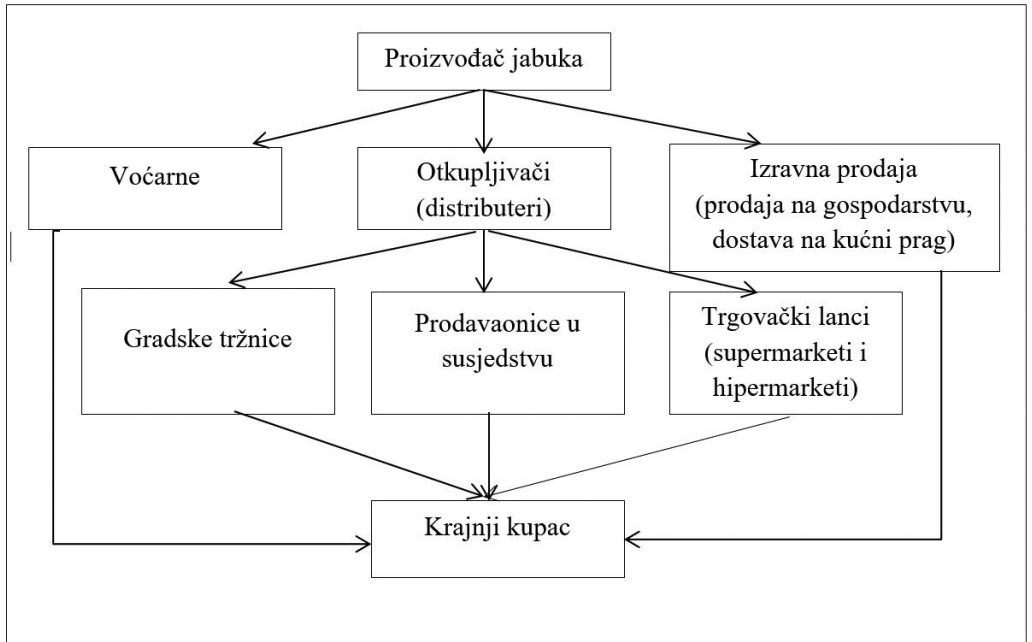 Proizvođač jabuka
Voćarne
Otkupljivači
(distributeri)
Izravna prodaja
(prodaja na gospodarstvu,
dostava na kućni prag)
Gradske tržnice
Prodavaonice u
susjedstvu
Trgovački lanci
(supermarketi i
hipermarketi)
Krajnji kupac